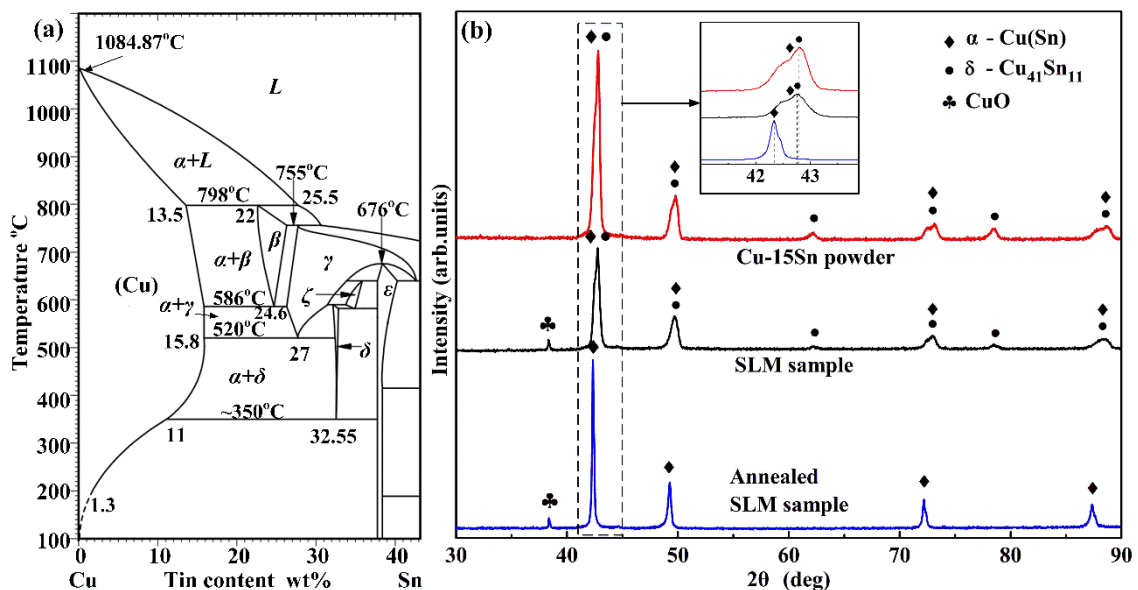 (a)
1084.87°C
L
α+L
755°C
798°C
25.5
13.5
22
676°C
β
α+β
γ
(Cu)
586°C
24.6
ζ
ε
α+γ
520°C
15.8
27
δ
α+δ
~350°C
11
32.55
1.3
Temperature °C
1100
1000
900
800
700
600
500
400
300
200
100
0
10
20
30
40
Cu
Tin content wt%
Sn
(b)
♦ α - Cu(Sn)
● δ - Cu₄₁Sn₁₁
♣ CuO
42
43
Cu-15Sn powder
SLM sample
Annealed
SLM sample
Intensity (arb.units)
30
40
50
60
70
80
90
2θ (deg)